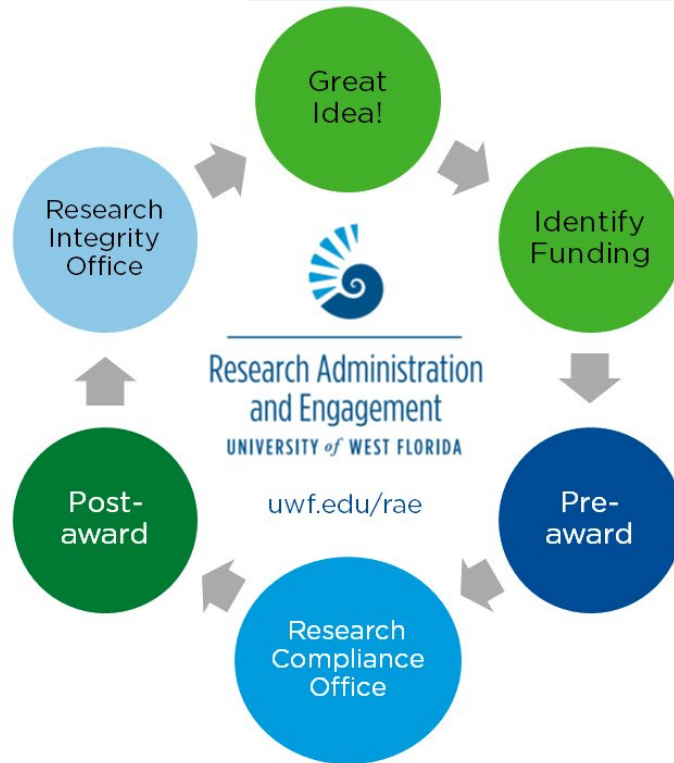 Great
Idea!
Identify
Funding
Pre-
award
Research
Compliance
Office
Post-
award
Research
Integrity
Office
Research Administration
and Engagement
UNIVERSITY of WEST FLORIDA
uwf.edu/rae